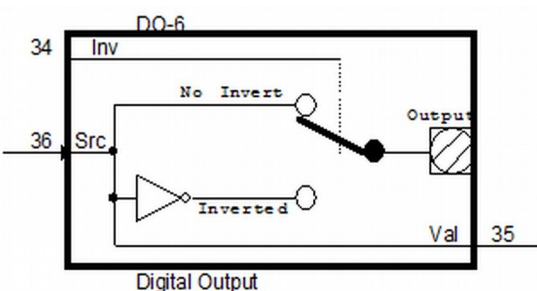 DO-6
34 Inv
No Invert
Output
36 Src
Inverted
Val 35
Digital Output